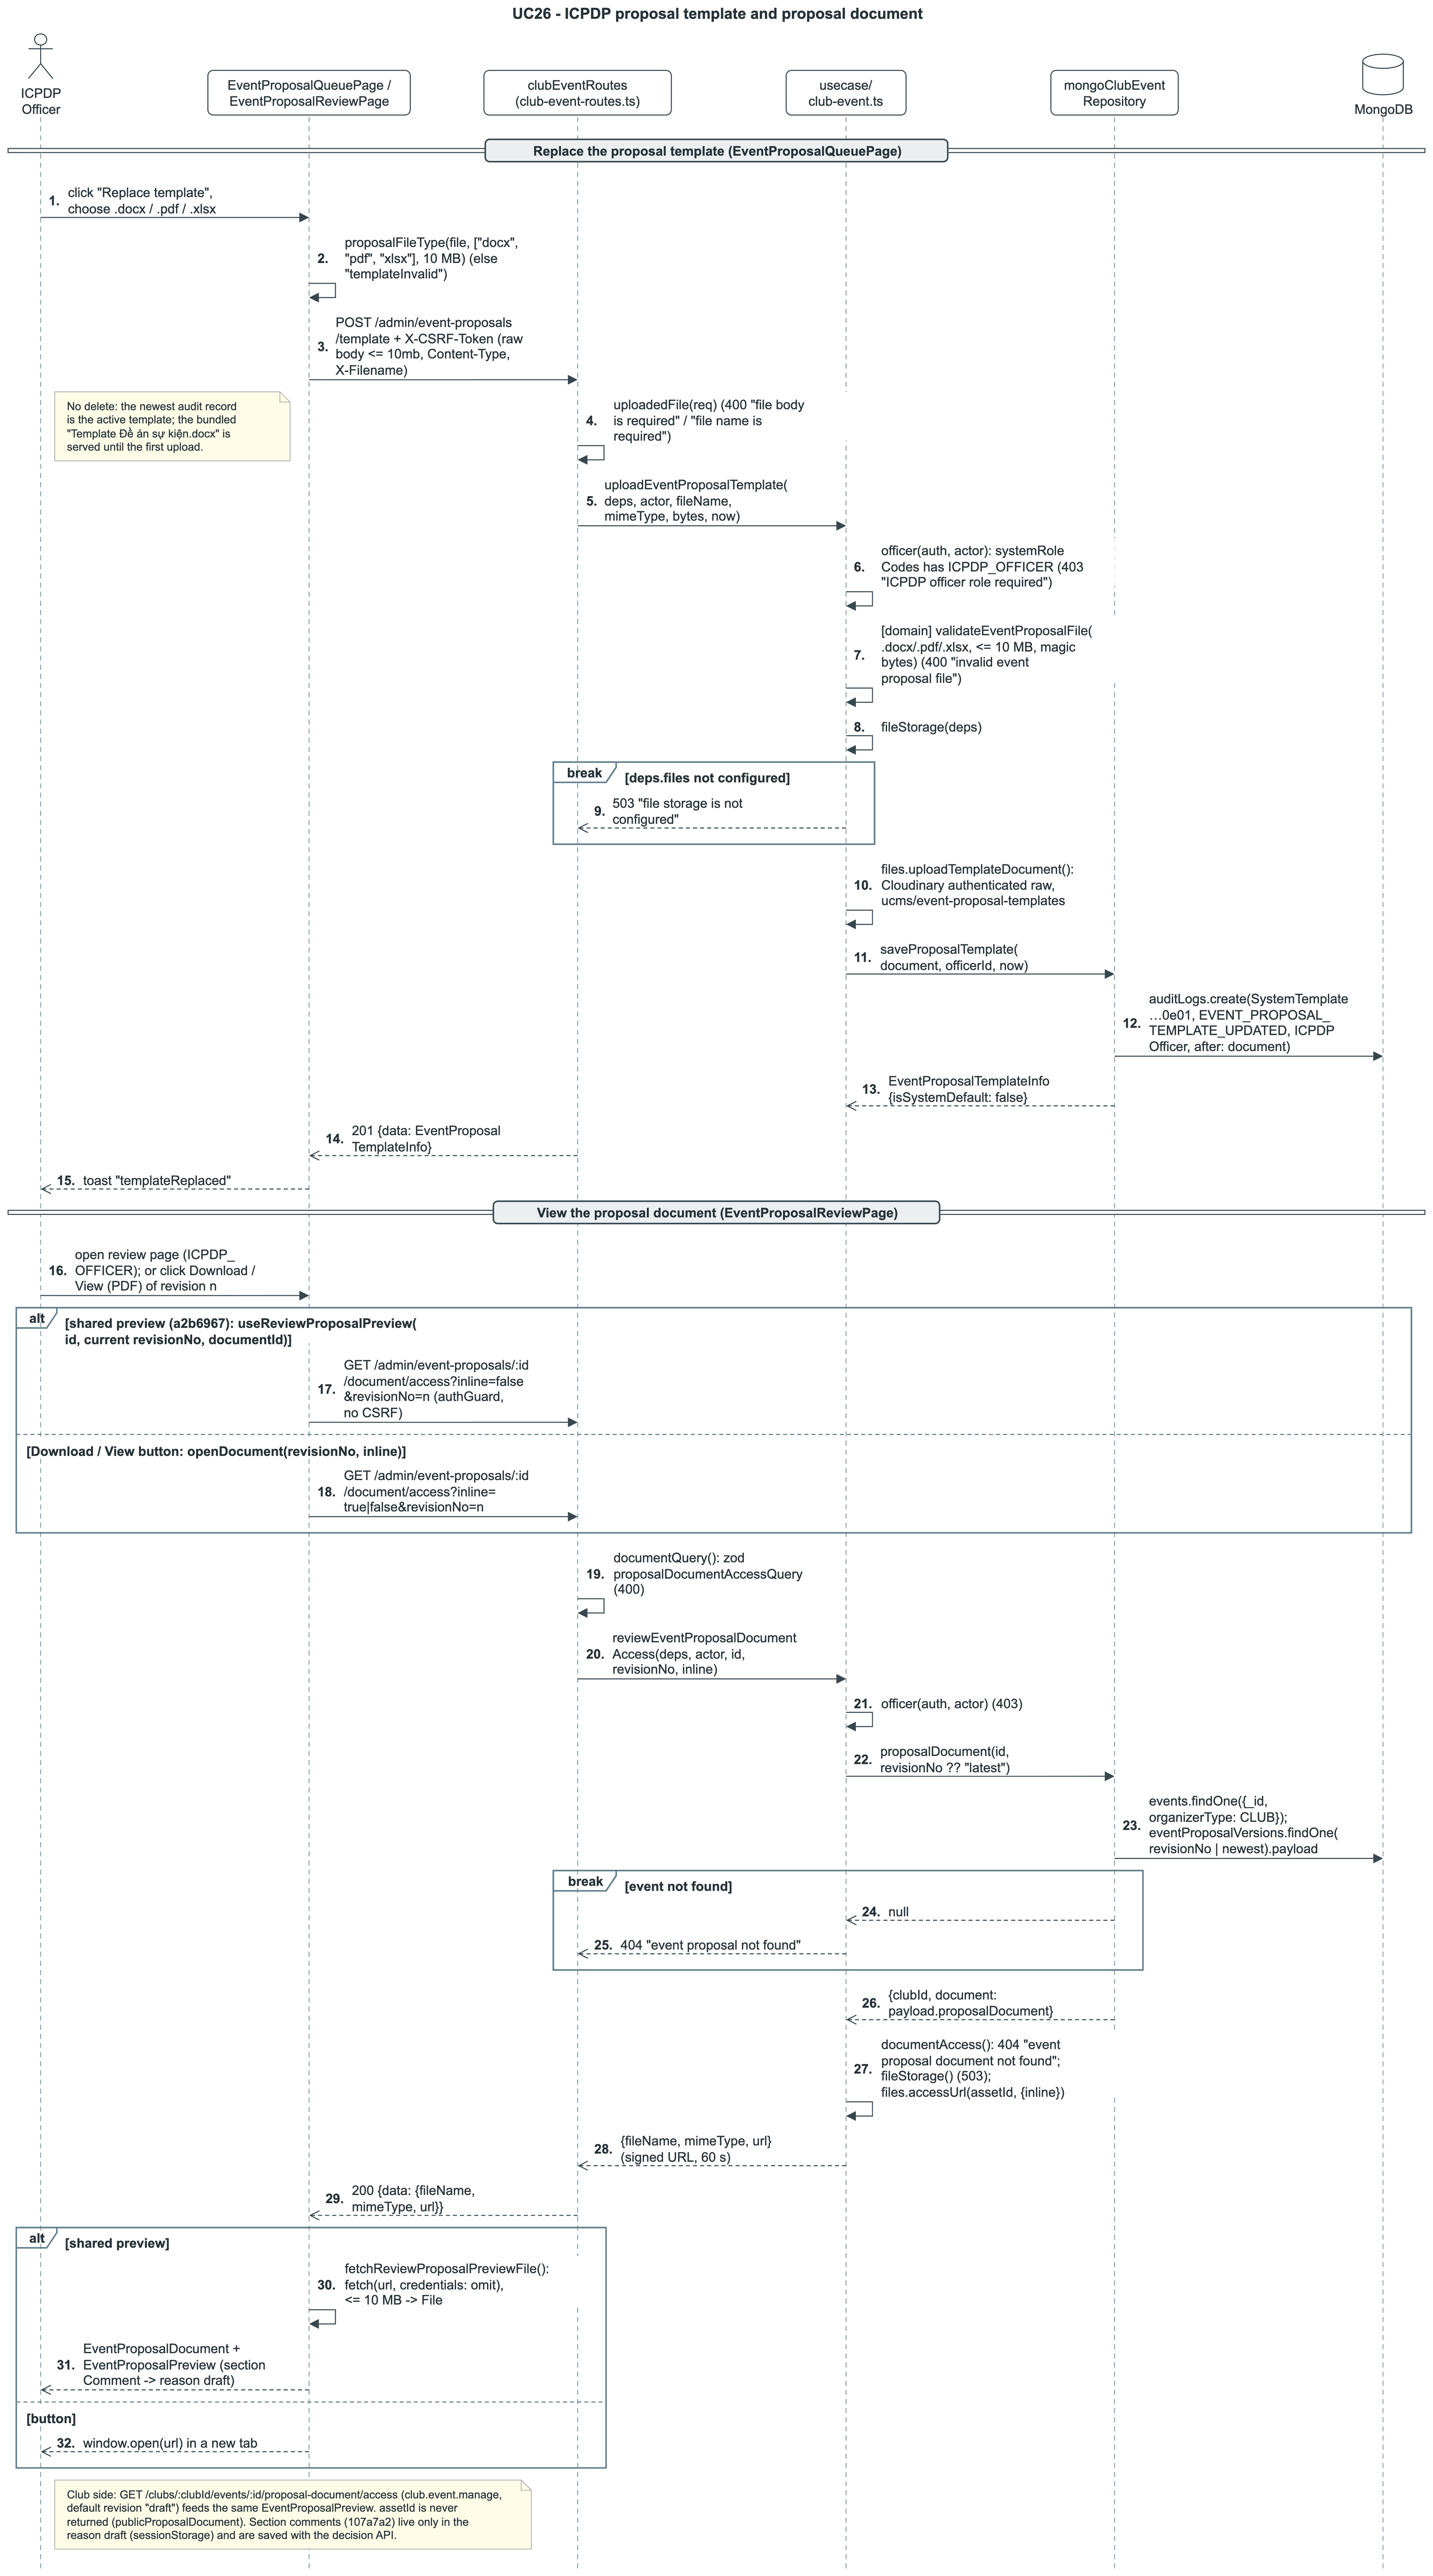 UC26 - ICPDP proposal template and proposal document
ICPDP
Officer
EventProposalQueuePage /
EventProposalReviewPage
clubEventRoutes
(club-event-routes.ts)
usecase/
club-event.ts
mongoClubEvent
Repository
MongoDB
Replace the proposal template (EventProposalQueuePage)
1. click "Replace template",
choose .docx / .pdf / .xlsx
2. proposalFileType(file, ["docx",
"pdf", "xlsx"], 10 MB) (else
"templateInvalid")
3. POST /admin/event-proposals
/template + X-CSRF-Token (raw
body <= 10mb, Content-Type,
X-Filename)
No delete: the newest audit record
is the active template; the bundled
"Template Đề án sự kiện.docx" is
served until the first upload.
4. uploadedFile(req) (400 "file body
is required" / "file name is
required")
5. uploadEventProposalTemplate(
deps, actor, fileName,
mimeType, bytes, now)
6. officer(auth, actor): systemRole
Codes has ICPDP_OFFICER (403
"ICPDP officer role required")
7. [domain] validateEventProposalFile(
.docx/.pdf/.xlsx, <= 10 MB, magic
bytes) (400 "invalid event
proposal file")
8. fileStorage(deps)
break [deps.files not configured]
9. 503 "file storage is not
configured"
10. files.uploadTemplateDocument():
Cloudinary authenticated raw,
ucms/event-proposal-templates
11. saveProposalTemplate(
document, officerId, now)
12. auditLogs.create(SystemTemplate
…0e01, EVENT_PROPOSAL_
TEMPLATE_UPDATED, ICPDP
Officer, after: document)
13. EventProposalTemplateInfo
{isSystemDefault: false}
14. 201 {data: EventProposal
TemplateInfo}
15. toast "templateReplaced"
View the proposal document (EventProposalReviewPage)
16. open review page (ICPDP_
OFFICER); or click Download /
View (PDF) of revision n
alt [shared preview (a2b6967): useReviewProposalPreview(
id, current revisionNo, documentId)]
17. GET /admin/event-proposals/:id
/document/access?inline=false
&revisionNo=n (authGuard,
no CSRF)
[Download / View button: openDocument(revisionNo, inline)]
18. GET /admin/event-proposals/:id
/document/access?inline=
true|false&revisionNo=n
19. documentQuery(): zod
proposalDocumentAccessQuery
(400)
20. reviewEventProposalDocument
Access(deps, actor, id,
revisionNo, inline)
21. officer(auth, actor) (403)
22. proposalDocument(id,
revisionNo ?? "latest")
23. events.findOne({_id,
organizerType: CLUB});
eventProposalVersions.findOne(
revisionNo | newest).payload
break [event not found]
24. null
25. 404 "event proposal not found"
26. {clubId, document:
payload.proposalDocument}
27. documentAccess(): 404 "event
proposal document not found";
fileStorage() (503);
files.accessUrl(assetId, {inline})
28. {fileName, mimeType, url}
(signed URL, 60 s)
29. 200 {data: {fileName,
mimeType, url}}
alt [shared preview]
30. fetchReviewProposalPreviewFile():
fetch(url, credentials: omit),
<= 10 MB -> File
31. EventProposalDocument +
EventProposalPreview (section
Comment -> reason draft)
[button]
32. window.open(url) in a new tab
Club side: GET /clubs/:clubId/events/:id/proposal-document/access (club.event.manage,
default revision "draft") feeds the same EventProposalPreview. assetId is never
returned (publicProposalDocument). Section comments (107a7a2) live only in the
reason draft (sessionStorage) and are saved with the decision API.